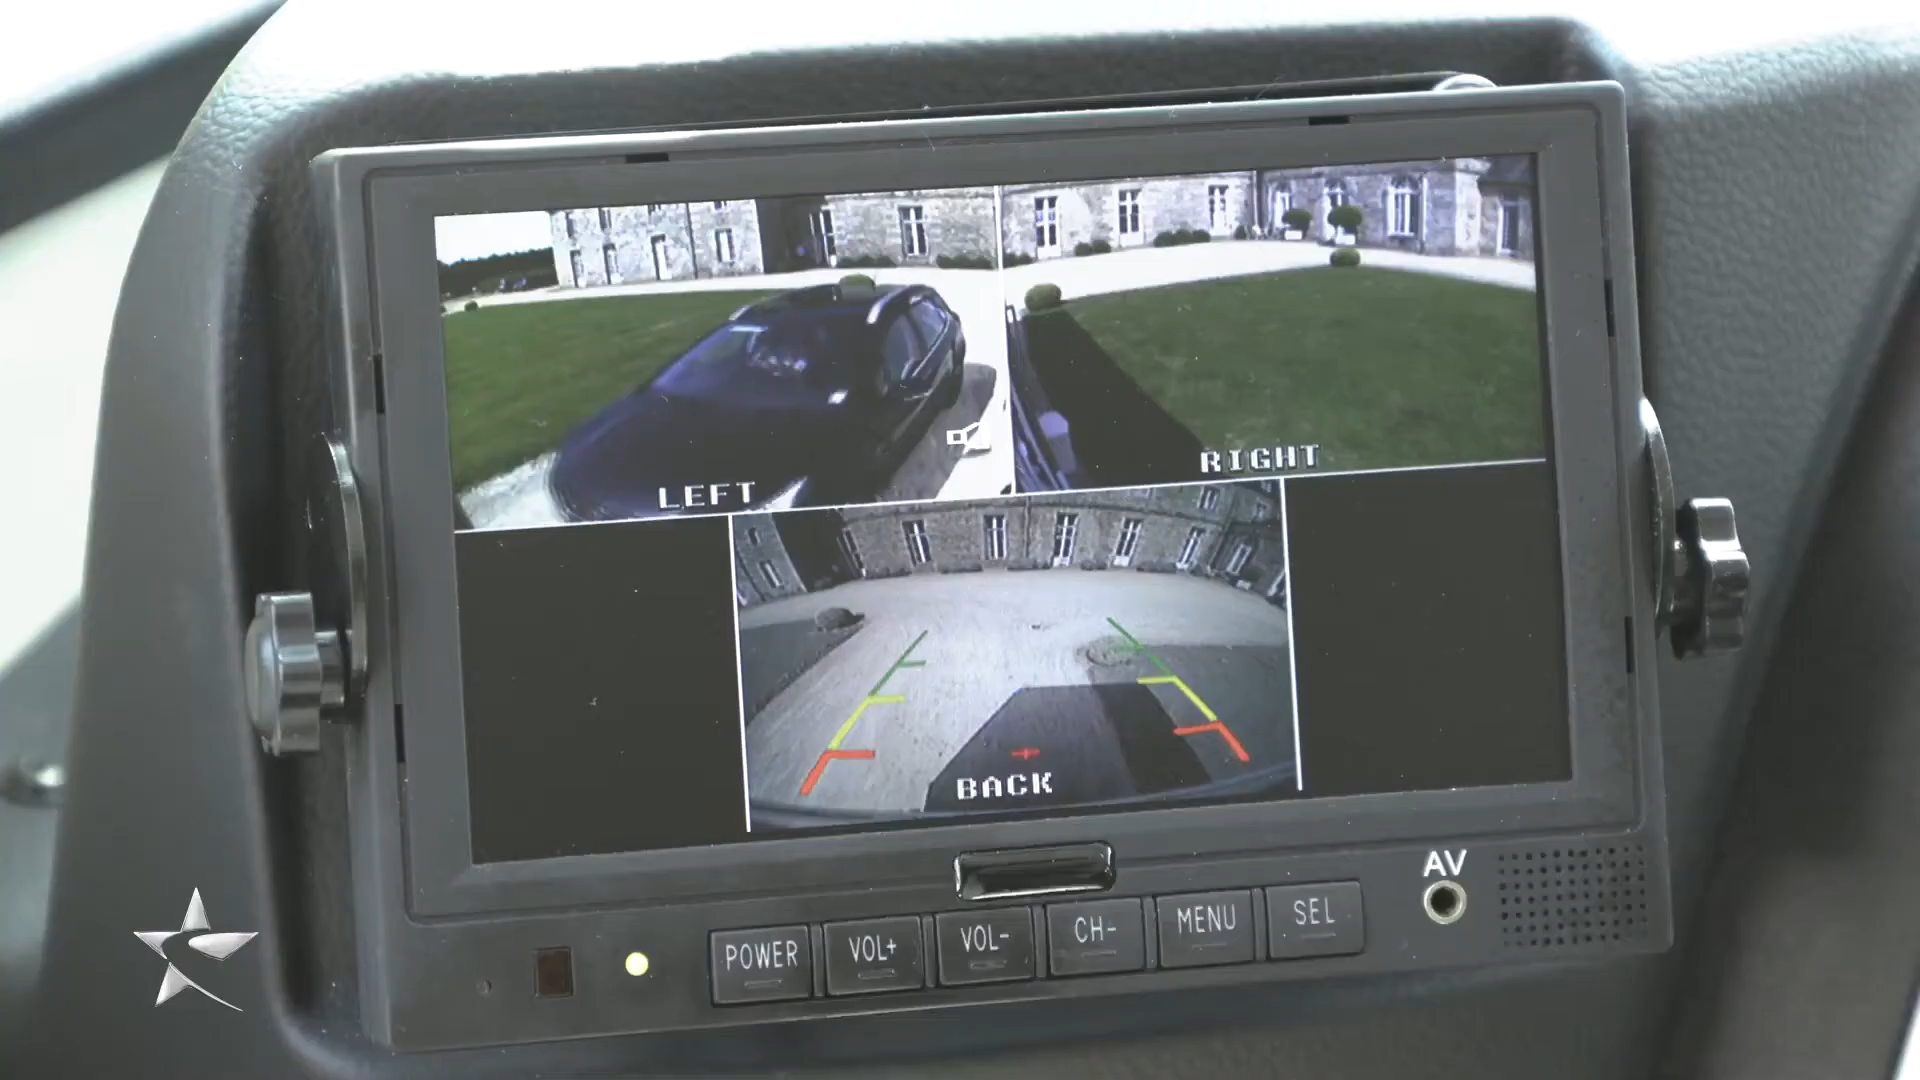 LEFT
RIGHT
BACK
AV
POWER
VOL+
VOL-
CH-
MENU
SEL